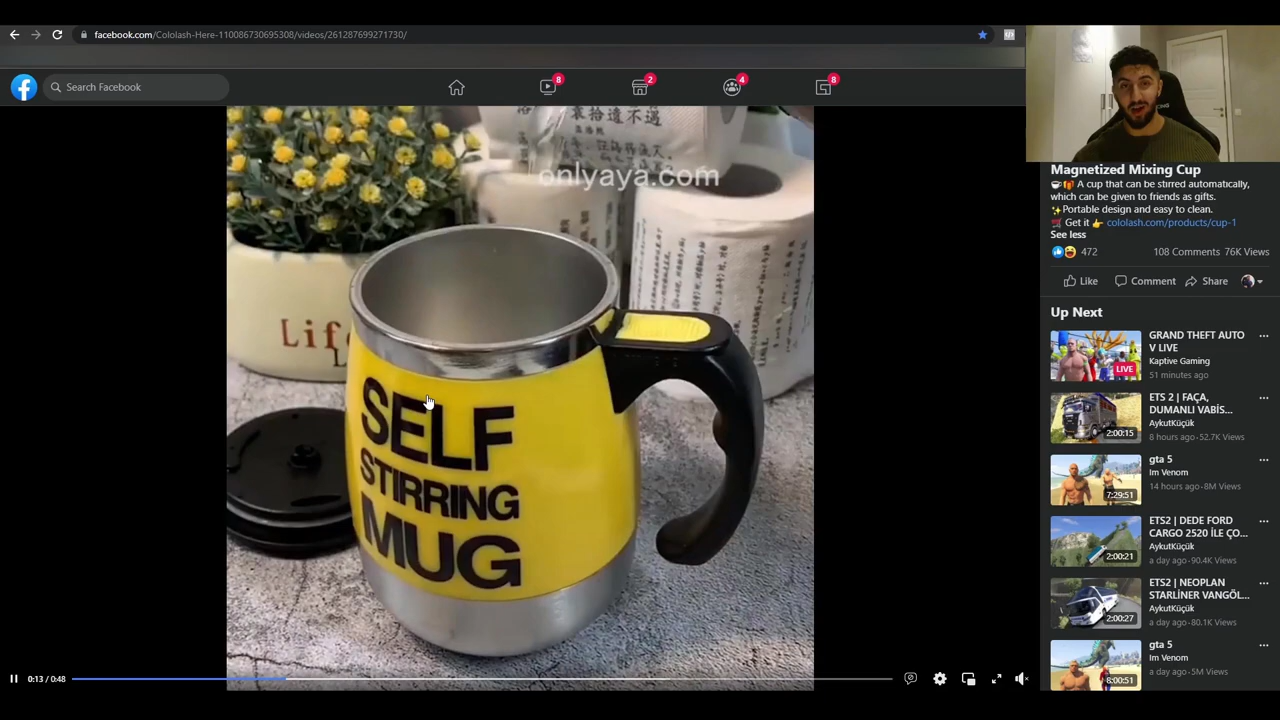 facebook.com/Cololash-Here-110086730695308/videos/261287699271730/
Search Facebook
8
2
4
8
onlyaya.com
Life
SELF
STIRRING
MUG
0:13 / 0:48
Magnetized Mixing Cup
A cup that can be stirred automatically,
which can be given to friends as gifts.
Portable design and easy to clean.
Get it cololash.com/products/cup-1
See less
472 108 Comments 76K Views
Like Comment Share
Up Next
GRAND THEFT AUTO
V LIVE
Kaptive Gaming
51 minutes ago
LIVE
ETS 2 | FAÇA,
DUMANLI VABİS...
AykutKüçük
8 hours ago · 52.7K Views
2:00:15
gta 5
Im Venom
14 hours ago · 8M Views
7:29:51
ETS2 | DEDE FORD
CARGO 2520 İLE ÇO...
AykutKüçük
a day ago · 90.4K Views
2:00:21
ETS2 | NEOPLAN
STARLİNER VANGÖL...
AykutKüçük
a day ago · 80.1K Views
2:00:27
gta 5
Im Venom
a day ago · 5M Views
8:00:51